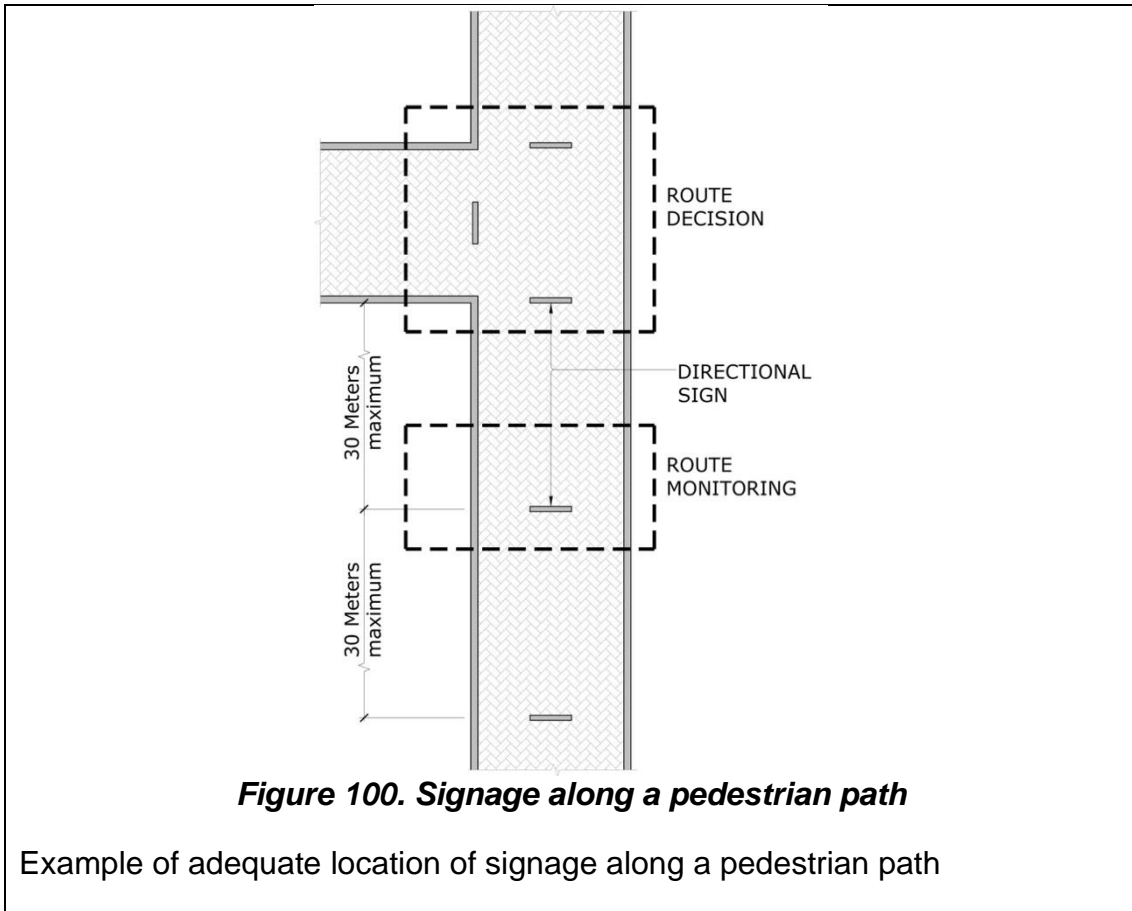 ROUTE
DECISION
DIRECTIONAL
SIGN
30 Meters
maximum
ROUTE
MONITORING
30 Meters
maximum
Figure 100. Signage along a pedestrian path
Example of adequate location of signage along a pedestrian path